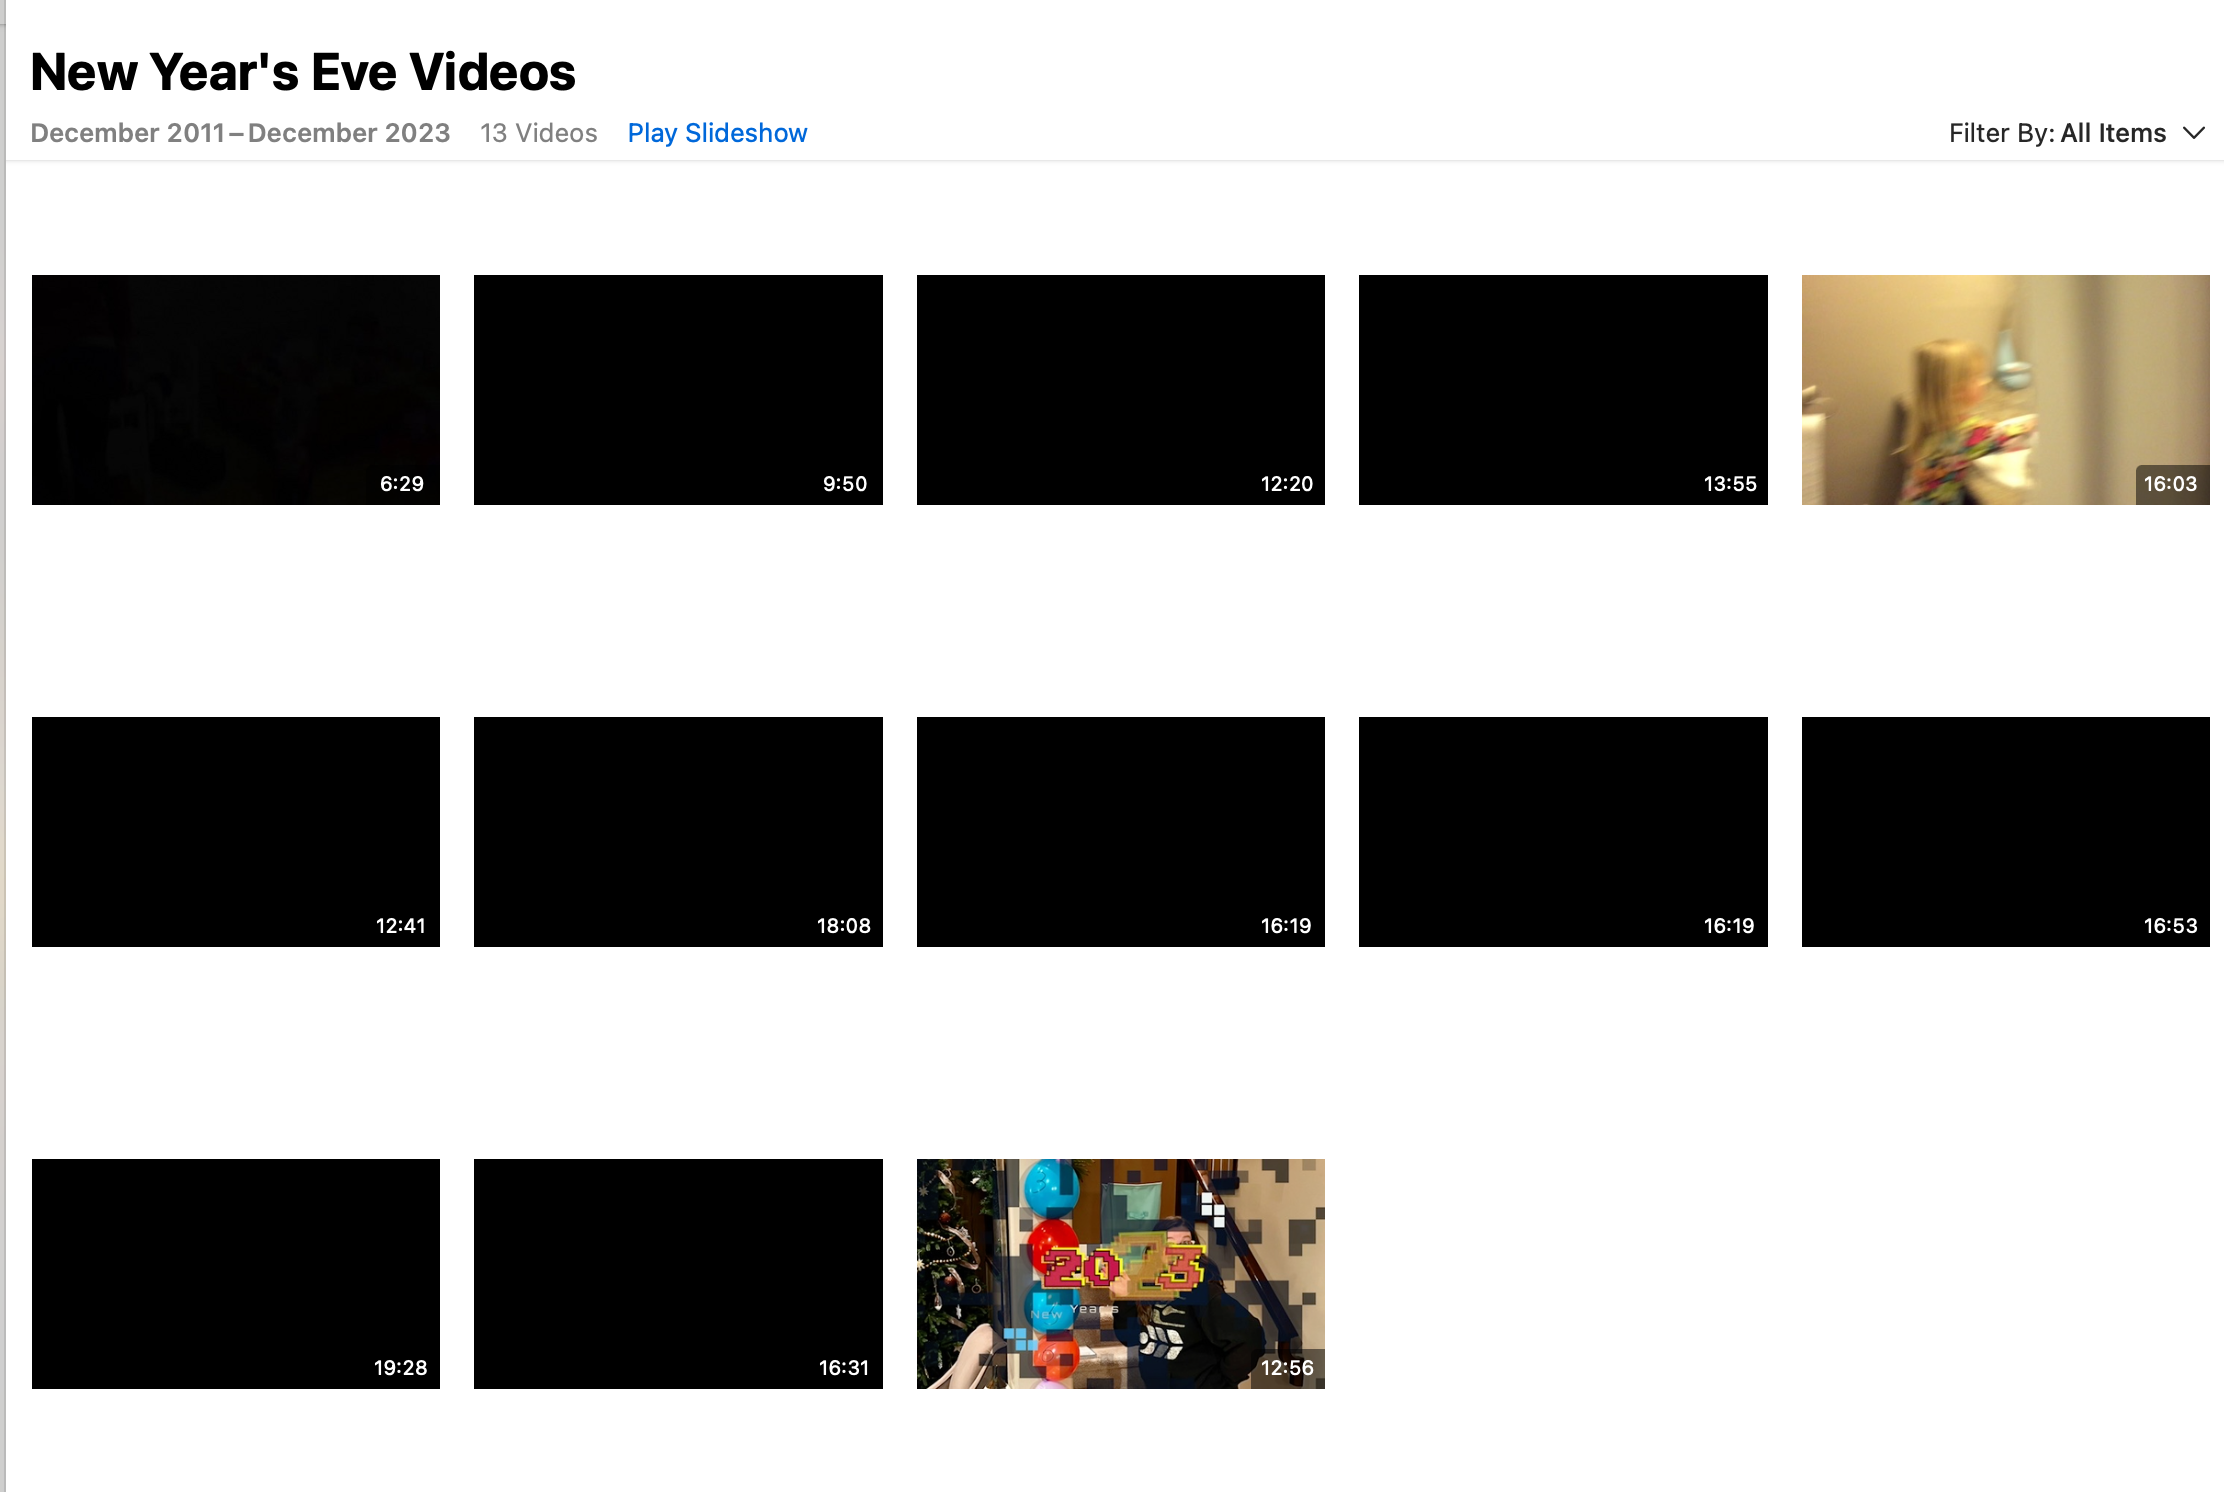 New Year's Eve Videos
December 2011–December 2023 13 Videos Play Slideshow Filter By: All Items
6:29 9:50 12:20 13:55 16:03
12:41 18:08 16:19 16:19 16:53
2023
New Year's
19:28 16:31 12:56